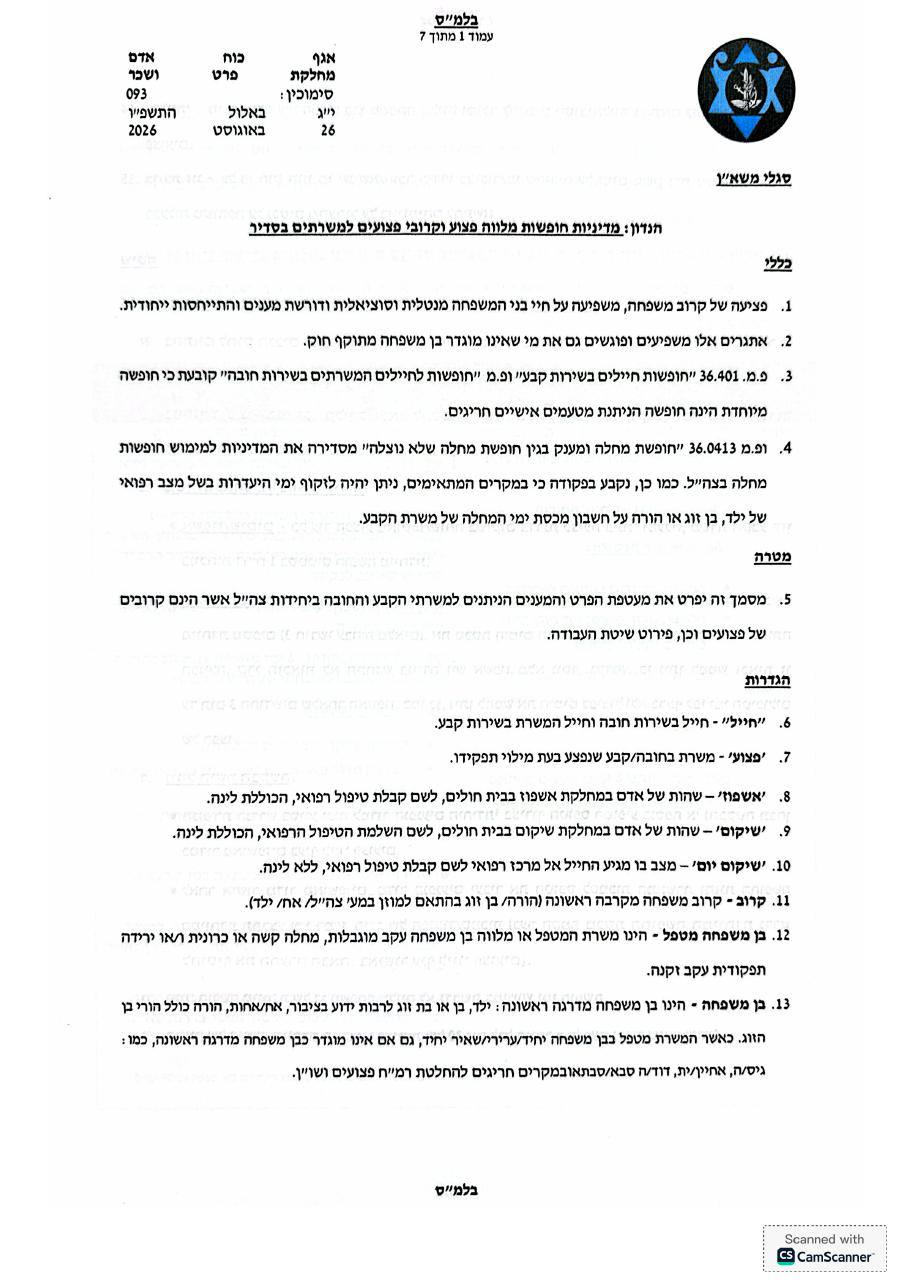 בלמ"ס
עמוד 1 מתוך 7
אגף כוח אדם
מחלקת פרט ושכר
סימוכין: 093
י"ג באלול התשפ"ו
26 באוגוסט 2026
סגלי משא"ן
הנדון: מדיניות חופשות מלווה פצוע וקרובי פצועים למשרתים בסדיר
כללי
1. פציעה של קרוב משפחה, משפיעה על חיי בני המשפחה מנטלית וסוציאלית ודורשת מענים והתייחסות ייחודית.
2. אתגרים אלו משפיעים ופוגשים גם את מי שאינו מוגדר בן משפחה מתוקף חוק.
3. פ.מ. 36.401 "חופשות חיילים בשירות קבע" ופ.מ "חופשות לחיילים המשרתים בשירות חובה" קובעת כי חופשה
מיוחדת הינה חופשה הניתנת מטעמים אישיים חריגים.
4. ופ.מ 36.0413 "חופשת מחלה ומענק בגין חופשת מחלה שלא נוצלה" מסדירה את המדיניות למימוש חופשות
מחלה בצה"ל. כמו כן, נקבע בפקודה כי במקרים המתאימים, ניתן יהיה לזקוף ימי היעדרות בשל מצב רפואי
של ילד, בן זוג או הורה על חשבון מכסת ימי המחלה של משרת הקבע.
מטרה
5. מסמך זה יפרט את מעטפת הפרט והמענים הניתנים למשרתי הקבע והחובה ביחידות צה"ל אשר הינם קרובים
של פצועים וכן, פירוט שיטת העבודה.
הגדרות
6. "חייל" - חייל בשירות חובה וחייל המשרת בשירות קבע.
7. 'פצוע' - משרת בחובה/קבע שנפצע בעת מילוי תפקידו.
8. 'אשפוז' – שהות של אדם במחלקת אשפוז בבית חולים, לשם קבלת טיפול רפואי, הכוללת לינה.
9. 'שיקום' – שהות של אדם במחלקת שיקום בבית חולים, לשם השלמת הטיפול הרפואי, הכוללת לינה.
10. 'שיקום יום' – מצב בו מגיע החייל אל מרכז רפואי לשם קבלת טיפול רפואי, ללא לינה.
11. קרוב - קרוב משפחה מקרבה ראשונה (הורה/ בן זוג בהתאם למוזן במע' צה"ל/ אח/ ילד).
12. בן משפחה מטפל - הינו משרת המטפל או מלווה בן משפחה עקב מוגבלות, מחלה קשה או כרונית ו/או ירידה
תפקודית עקב זקנה.
13. בן משפחה - הינו בן משפחה מדרגה ראשונה: ילד, בן או בת זוג לרבות ידוע בציבור, אח/אחות, הורה כולל הורי בן
הזוג. כאשר המשרת מטפל בבן משפחה יחיד/ערירי/שאיר יחיד, גם אם אינו מוגדר כבן משפחה מדרגה ראשונה, כמו:
גיס/ה, אחיין/ית, דוד/ה סבא/סבתאובמקרים חריגים להחלטת רמ"ח פצועים ושו"ן.
בלמ"ס
Scanned with
CS CamScanner